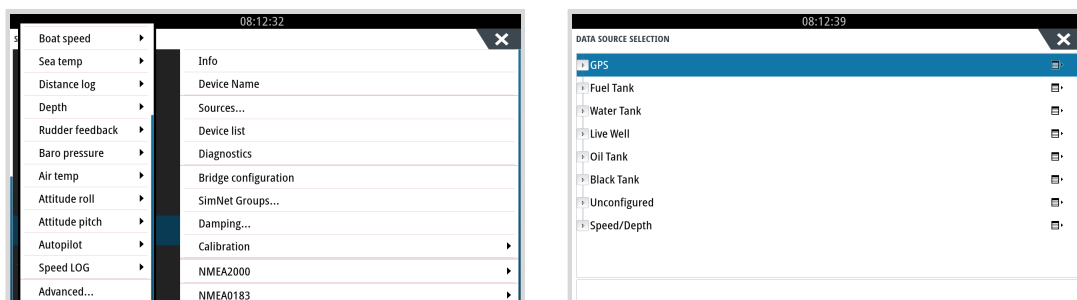 08:12:32
S
Boat speed
Sea temp
Distance log
Depth
Rudder feedback
Baro pressure
Air temp
Attitude roll
Attitude pitch
Autopilot
Speed LOG
Advanced...
Info
Device Name
Sources...
Device list
Diagnostics
Bridge configuration
SimNet Groups...
Damping...
Calibration
NMEA2000
NMEA0183
08:12:39
DATA SOURCE SELECTION
GPS
Fuel Tank
Water Tank
Live Well
Oil Tank
Black Tank
Unconfigured
Speed/Depth